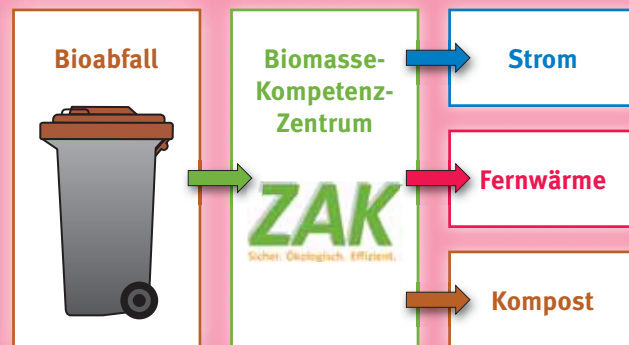 Bioabfall
Biomasse-
Kompetenz-
Zentrum
ZAK
Sicher. Ökologisch. Effizient.
Strom
Fernwärme
Kompost